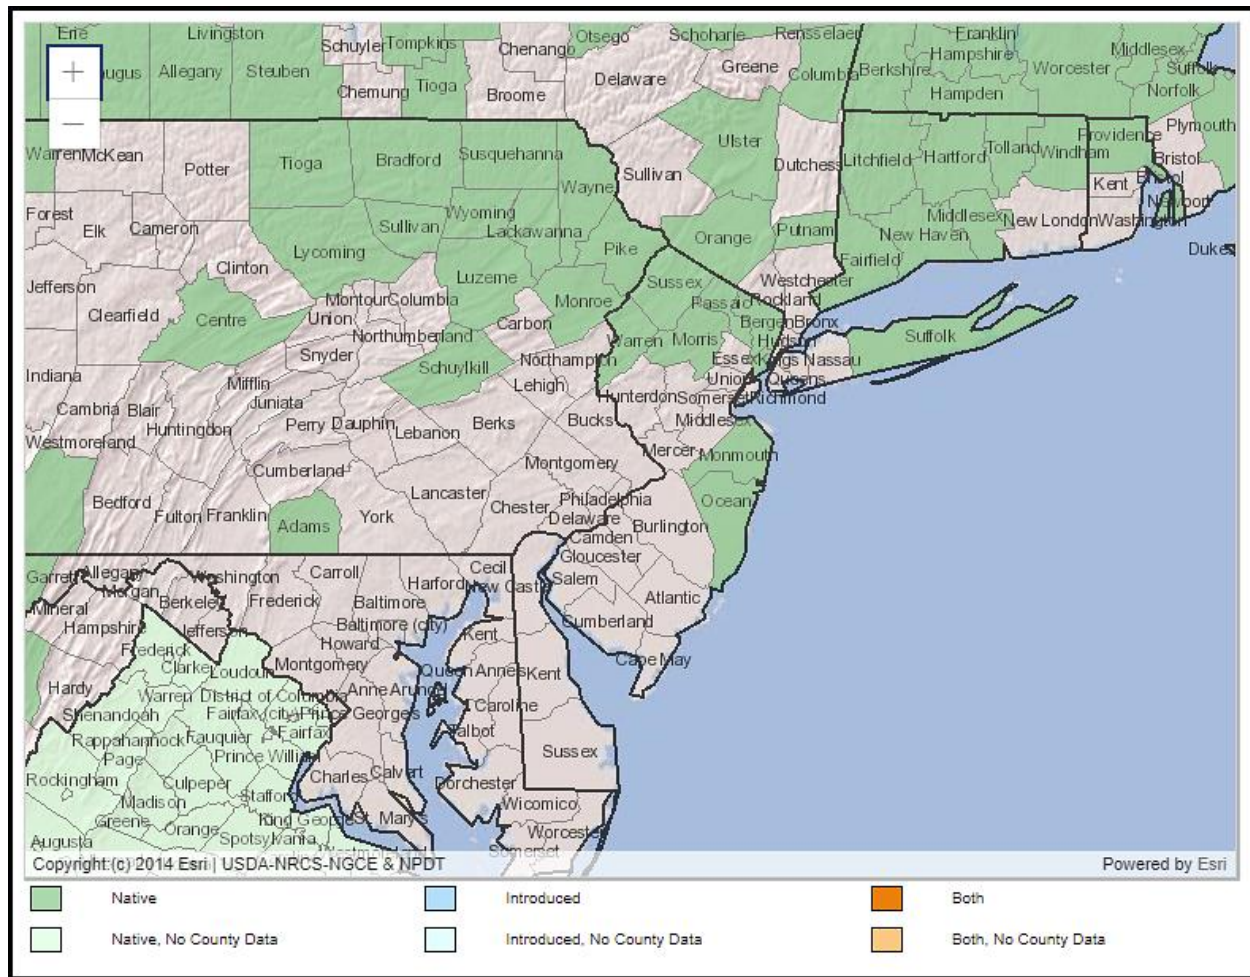 Erie Livingston Schuyler Tompkins Chenango Otsego Schoharie Rensselaer Franklin Middlesex
+ augus Allegany Steuben Chemung Tioga Broome Delaware Greene Columbia Berkshire Hampshire Worcester Suffolk
− Hampden Norfolk
Warren McKean Potter Tioga Bradford Susquehanna Ulster Dutchess Litchfield Hartford Tolland Windham Providence Plymouth
Wayne Sullivan Kent Bristol Bristol
Forest Elk Cameron Lycoming Sullivan Wyoming Lackawanna Pike Orange Putnam Middlesex New London Washington Newport
Jefferson Clinton Luzerne Sussex Westchester Fairfield New Haven Dukes
Clearfield Centre Montour Columbia Monroe Passaic Rockland
Union Northumberland Carbon Warren Morris Bergen Bronx Suffolk
Indiana Snyder Schuylkill Northampton Essex Hudson Kings Nassau
Mifflin Lehigh Union Queens
Cambria Blair Juniata Hunterdon Somerset Richmond
Westmoreland Huntingdon Perry Dauphin Lebanon Berks Bucks Middlesex
Cumberland Montgomery Mercer Monmouth
Bedford Fulton Franklin Adams York Lancaster Chester Philadelphia Ocean
Delaware Burlington
Camden
Gloucester
Garrett Allegany Washington Carroll Harford Cecil New Castle Salem
Mineral Morgan Berkeley Frederick Baltimore Atlantic
Hampshire Jefferson Baltimore (city) Cumberland
Frederick Howard Kent
Clarke Loudoun Montgomery Queen Annes Kent Cape May
Hardy Warren District of Columbia Anne Arundel
Shenandoah Fairfax (city) Prince Georges Caroline
Rappahannock Fauquier Fairfax Talbot
Page Prince William Sussex
Rockingham Culpeper Charles Calvert Dorchester
Madison Stafford Wicomico
Greene Orange King George St. Mary's
Augusta Spotsylvania Worcester
Westmoreland Somerset
Copyright (c) 2014 Esri | USDA-NRCS-NGCE & NPDT Powered by Esri
Native Introduced Both
Native, No County Data Introduced, No County Data Both, No County Data